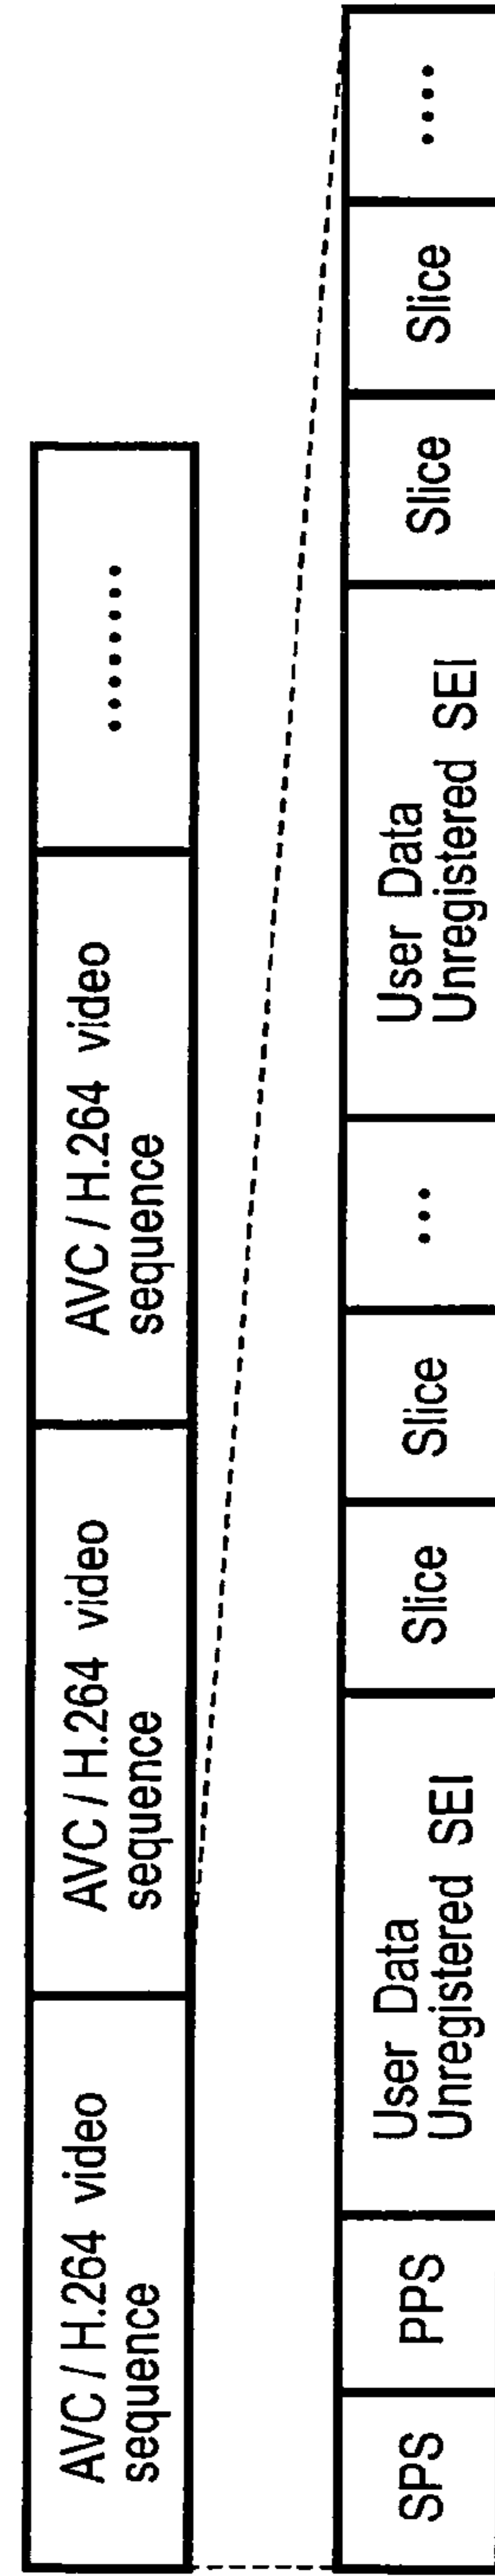 AVC / H.264 video
sequence
AVC / H.264 video
sequence
AVC / H.264 video
sequence
.........
SPS
PPS
User Data
Unregistered SEI
Slice
Slice
...
User Data
Unregistered SEI
Slice
Slice
....